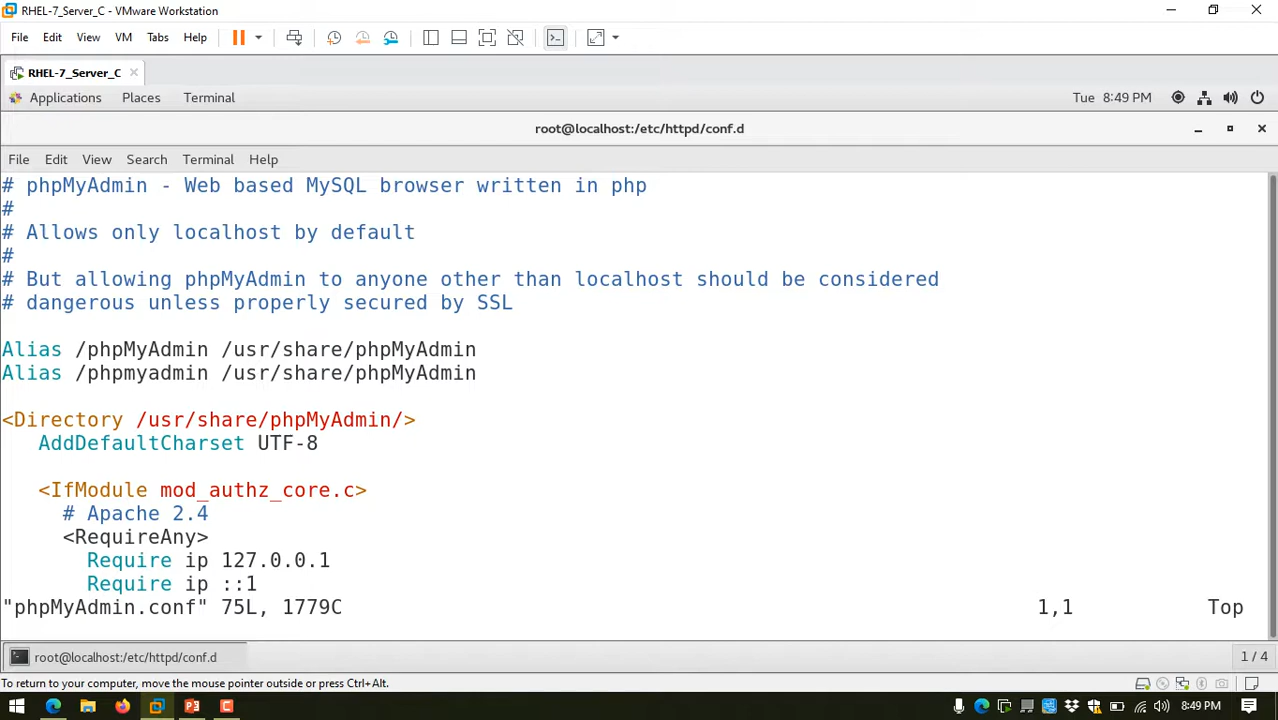 RHEL-7_Server_C - VMware Workstation
File Edit View VM Tabs Help
RHEL-7_Server_C
Applications Places Terminal Tue 8:49 PM
root@localhost:/etc/httpd/conf.d
File Edit View Search Terminal Help
# phpMyAdmin - Web based MySQL browser written in php
#
# Allows only localhost by default
#
# But allowing phpMyAdmin to anyone other than localhost should be considered
# dangerous unless properly secured by SSL
Alias /phpMyAdmin /usr/share/phpMyAdmin
Alias /phpmyadmin /usr/share/phpMyAdmin
<Directory /usr/share/phpMyAdmin/>
AddDefaultCharset UTF-8
<IfModule mod_authz_core.c>
# Apache 2.4
<RequireAny>
Require ip 127.0.0.1
Require ip ::1
"phpMyAdmin.conf" 75L, 1779C 1,1 Top
root@localhost:/etc/httpd/conf.d 1 / 4
To return to your computer, move the mouse pointer outside or press Ctrl+Alt.
8:49 PM